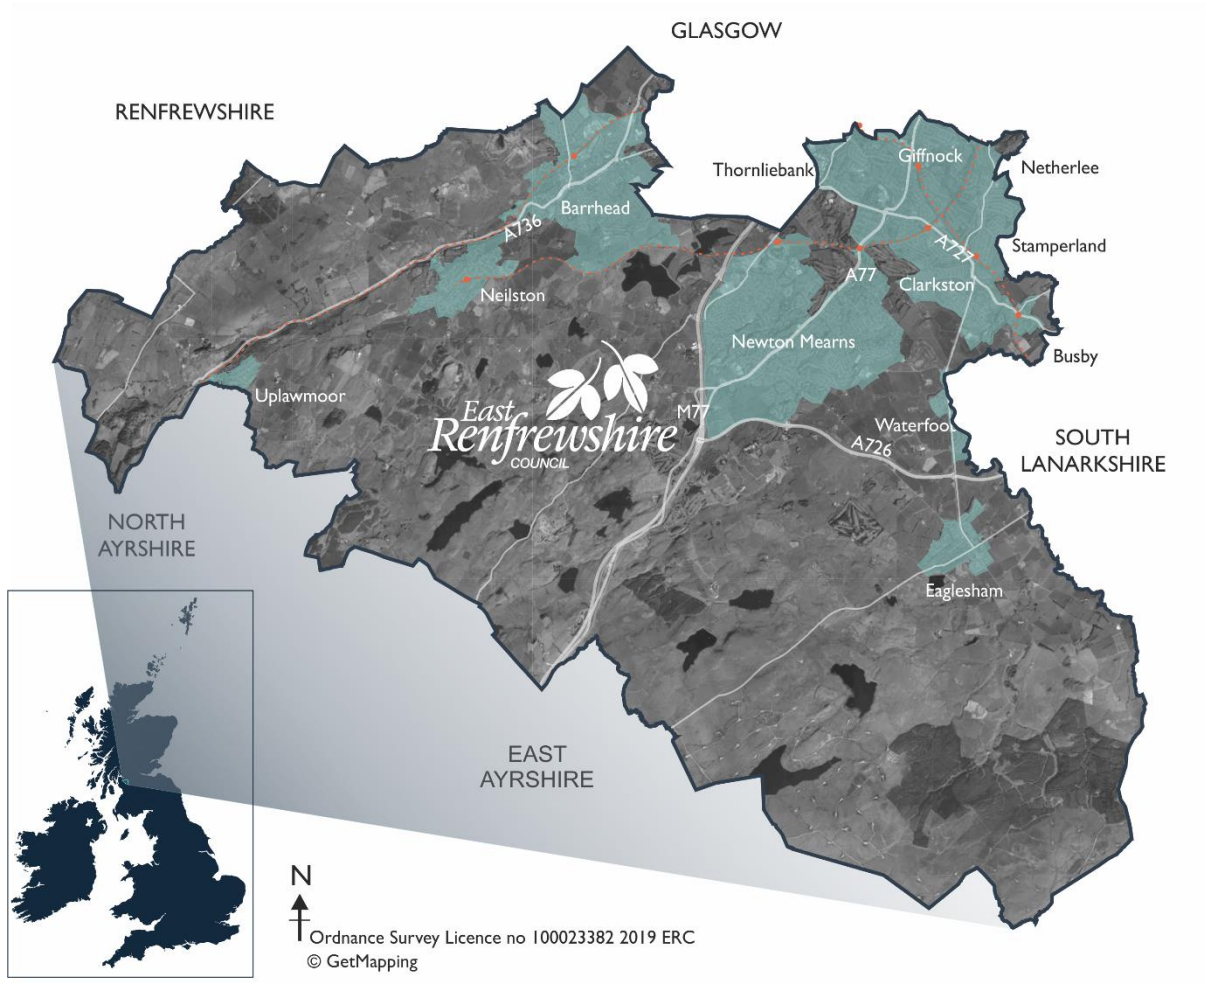 GLASGOW
RENFREWSHIRE
Giffnock
Thornliebank
Netherlee
Barrhead
A736
A727
Stamperland
A77
Clarkston
Neilston
Newton Mearns
Busby
Uplawmoor
M77
East
Renfrewshire
COUNCIL
Waterfoo
A726
SOUTH
LANARKSHIRE
NORTH
AYRSHIRE
Eaglesham
EAST
AYRSHIRE
N
Ordnance Survey Licence no 100023382 2019 ERC
© GetMapping